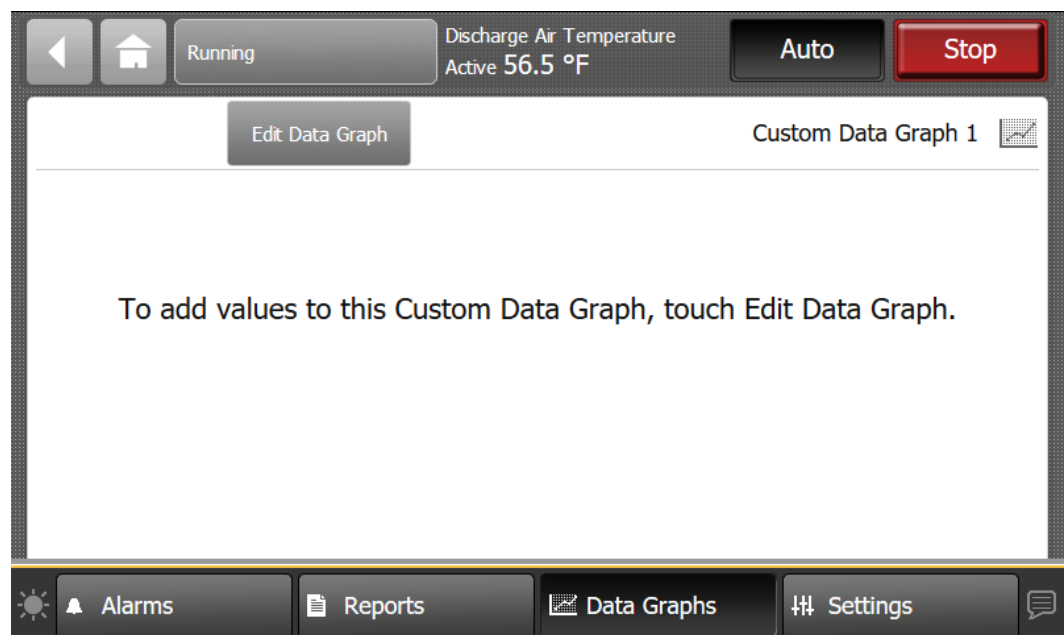 Running
Discharge Air Temperature
Active 56.5 °F
Auto
Stop
Edit Data Graph
Custom Data Graph 1
To add values to this Custom Data Graph, touch Edit Data Graph.
Alarms
Reports
Data Graphs
Settings